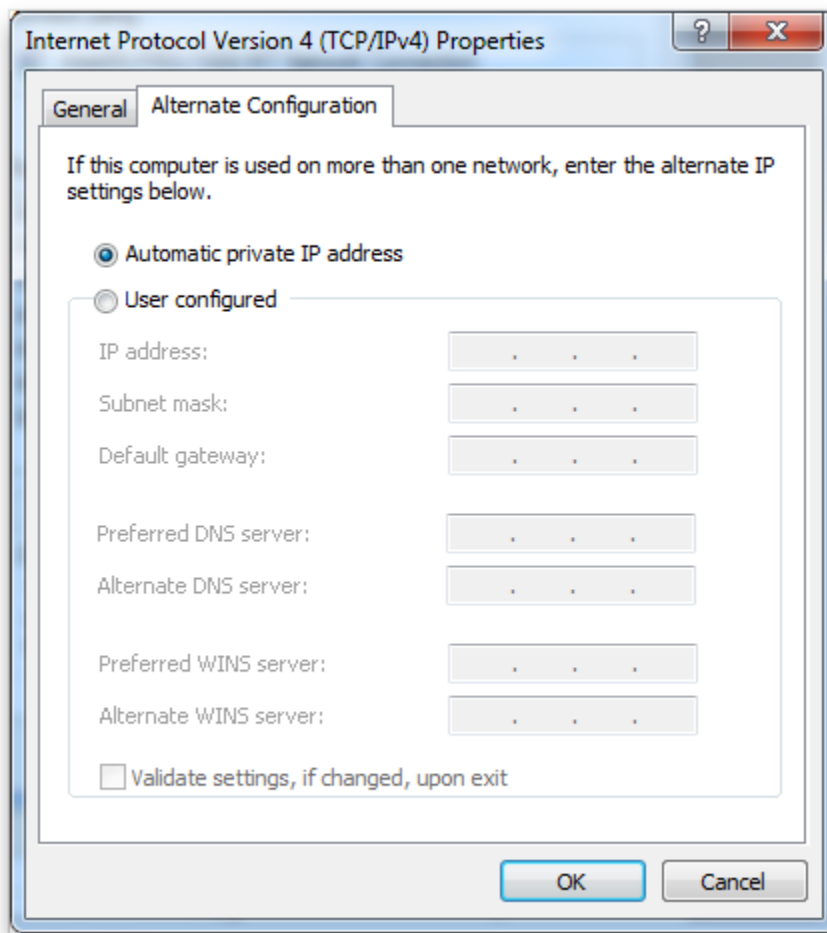 Internet Protocol Version 4 (TCP/IPv4) Properties
?
X
General
Alternate Configuration
If this computer is used on more than one network, enter the alternate IP
settings below.
Automatic private IP address
User configured
IP address:
. . .
Subnet mask:
. . .
Default gateway:
. . .
Preferred DNS server:
. . .
Alternate DNS server:
. . .
Preferred WINS server:
. . .
Alternate WINS server:
. . .
Validate settings, if changed, upon exit
OK
Cancel